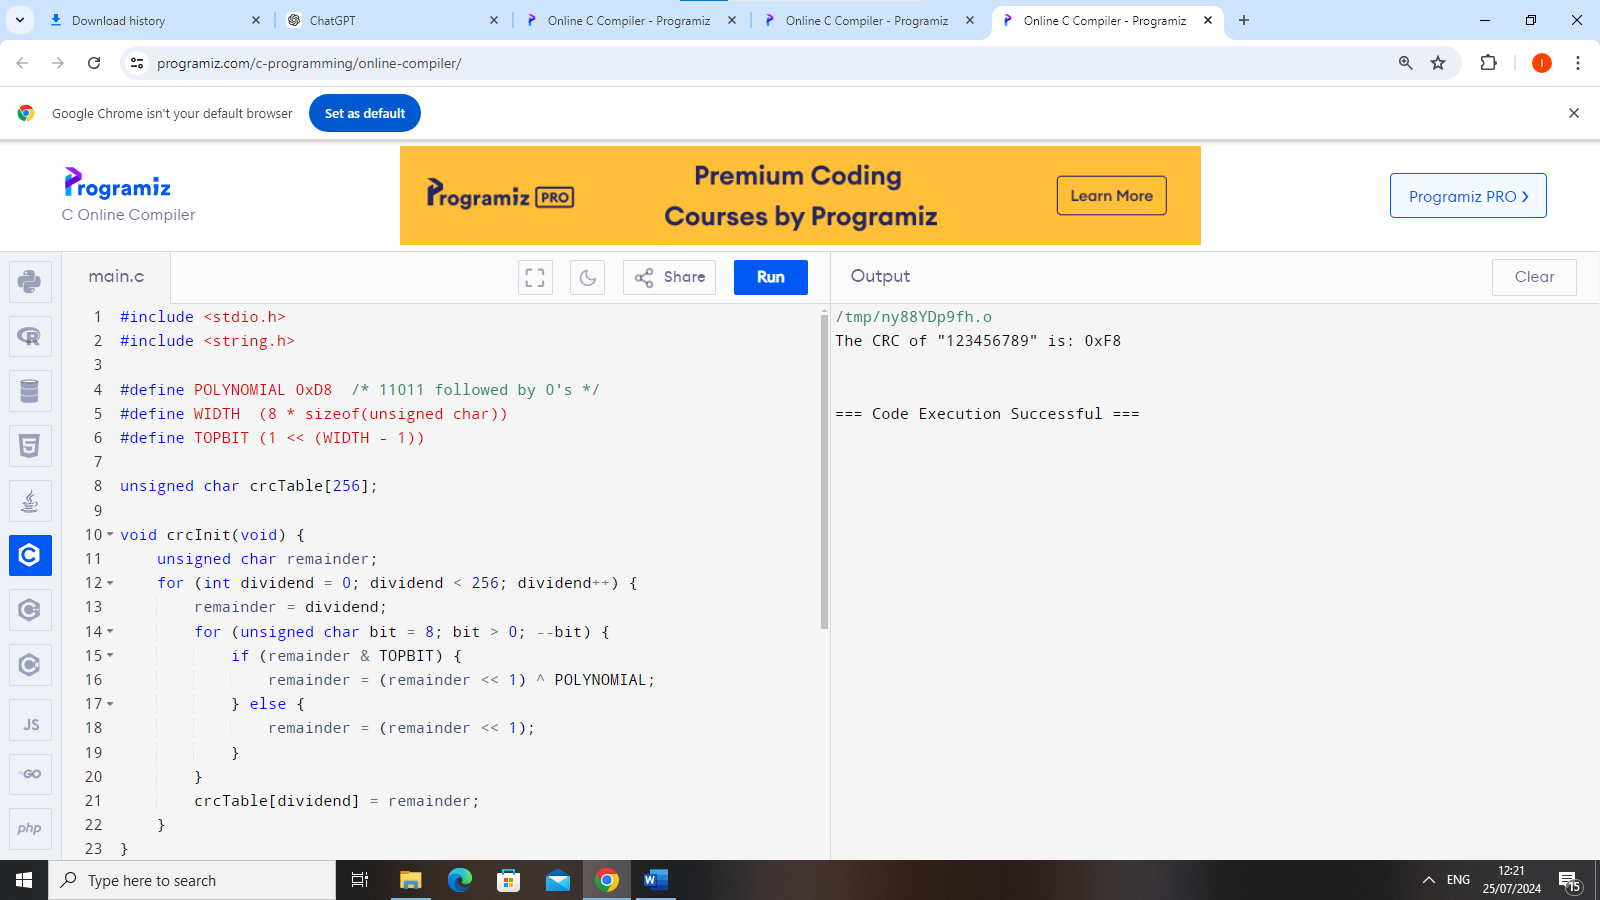 Download history
ChatGPT
Online C Compiler - Programiz
Online C Compiler - Programiz
Online C Compiler - Programiz
programiz.com/c-programming/online-compiler/
I
Google Chrome isn't your default browser
Set as default
Programiz
C Online Compiler
Programiz PRO
Premium Coding
Courses by Programiz
Learn More
Programiz PRO
main.c
Share
Run
Output
Clear
1 #include <stdio.h>
2 #include <string.h>
3
4 #define POLYNOMIAL 0xD8  /* 11011 followed by 0's */
5 #define WIDTH  (8 * sizeof(unsigned char))
6 #define TOPBIT (1 << (WIDTH - 1))
7
8 unsigned char crcTable[256];
9
10 void crcInit(void) {
11     unsigned char remainder;
12     for (int dividend = 0; dividend < 256; dividend++) {
13         remainder = dividend;
14         for (unsigned char bit = 8; bit > 0; --bit) {
15             if (remainder & TOPBIT) {
16                 remainder = (remainder << 1) ^ POLYNOMIAL;
17             } else {
18                 remainder = (remainder << 1);
19             }
20         }
21         crcTable[dividend] = remainder;
22     }
23 }
/tmp/ny88YDp9fh.o
The CRC of "123456789" is: 0xF8
=== Code Execution Successful ===
JS
GO
php
Type here to search
ENG
12:21
25/07/2024
15